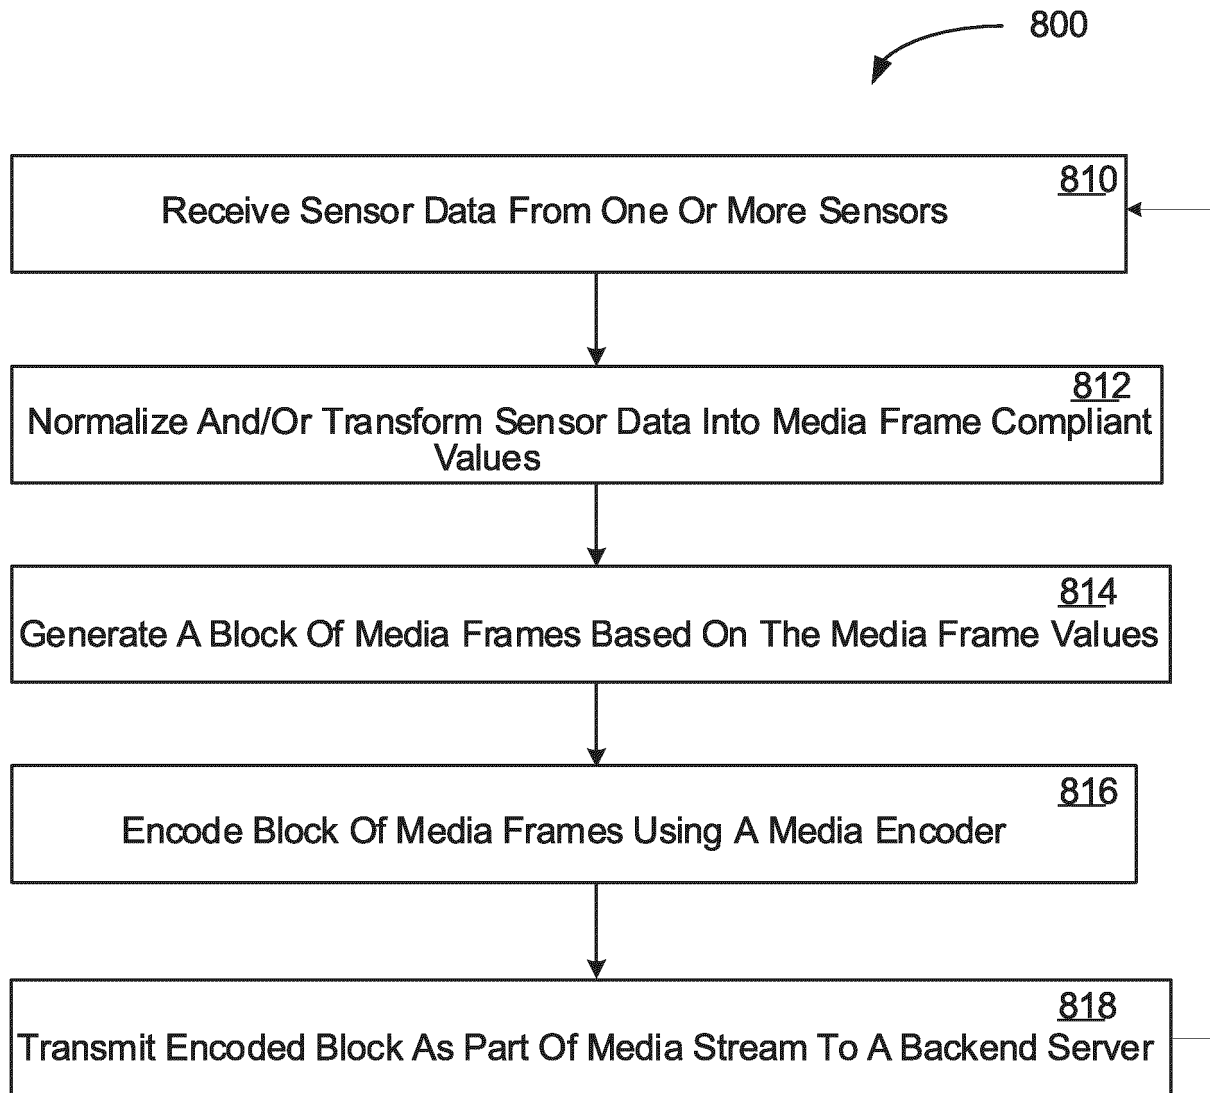 800
810
Receive Sensor Data From One Or More Sensors
812
Normalize And/Or Transform Sensor Data Into Media Frame Compliant
Values
814
Generate A Block Of Media Frames Based On The Media Frame Values
816
Encode Block Of Media Frames Using A Media Encoder
818
Transmit Encoded Block As Part Of Media Stream To A Backend Server